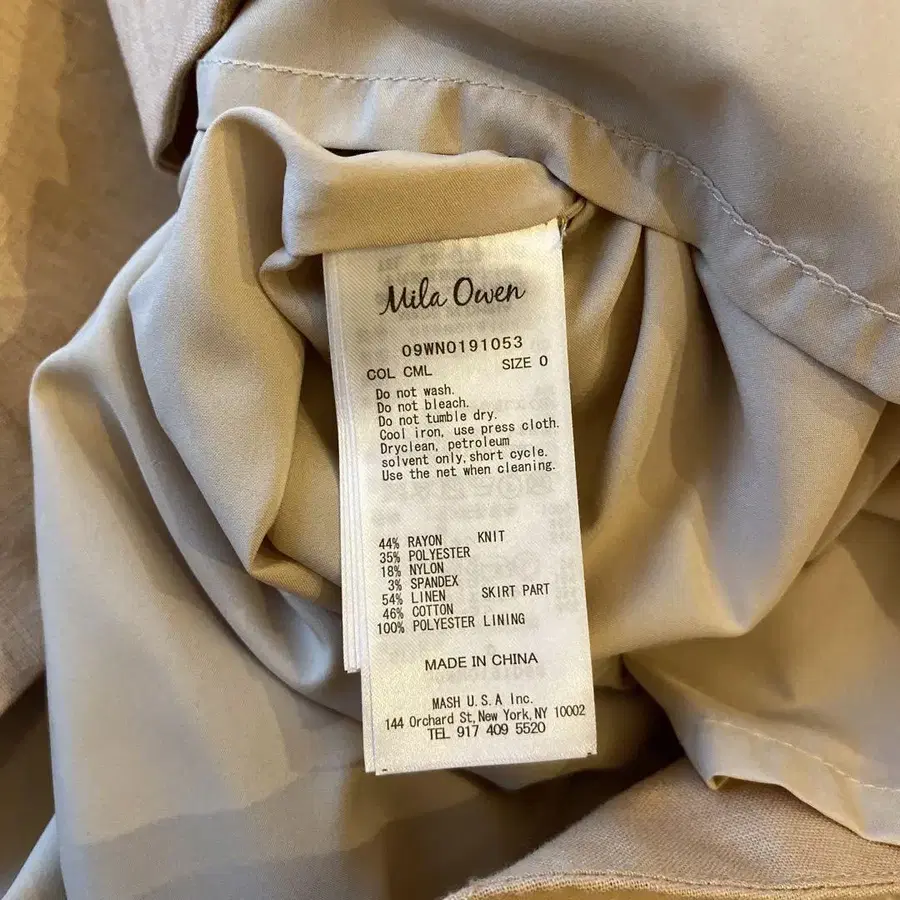 Mila Owen
09WNO191053
COL CML SIZE 0
Do not wash.
Do not bleach.
Do not tumble dry.
Cool iron, use press cloth.
Dryclean, petroleum
solvent only, short cycle.
Use the net when cleaning.
44% RAYON KNIT
35% POLYESTER
18% NYLON
3% SPANDEX
54% LINEN SKIRT PART
46% COTTON
100% POLYESTER LINING
MADE IN CHINA
MASH U.S.A Inc.
144 Orchard St, New York, NY 10002
TEL 917 409 5520